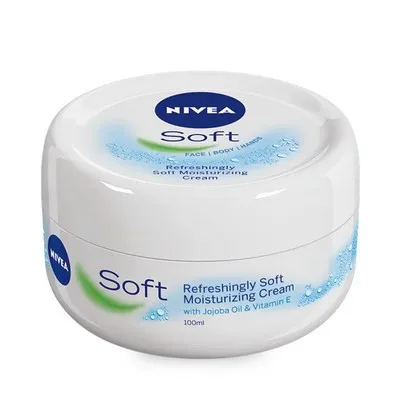 NIVEA
Soft
FACE | BODY | HANDS
Refreshingly
Soft Moisturizing
Cream
NIVEA
Soft
Refreshingly Soft
Moisturizing Cream
with Jojoba Oil & Vitamin E
100ml